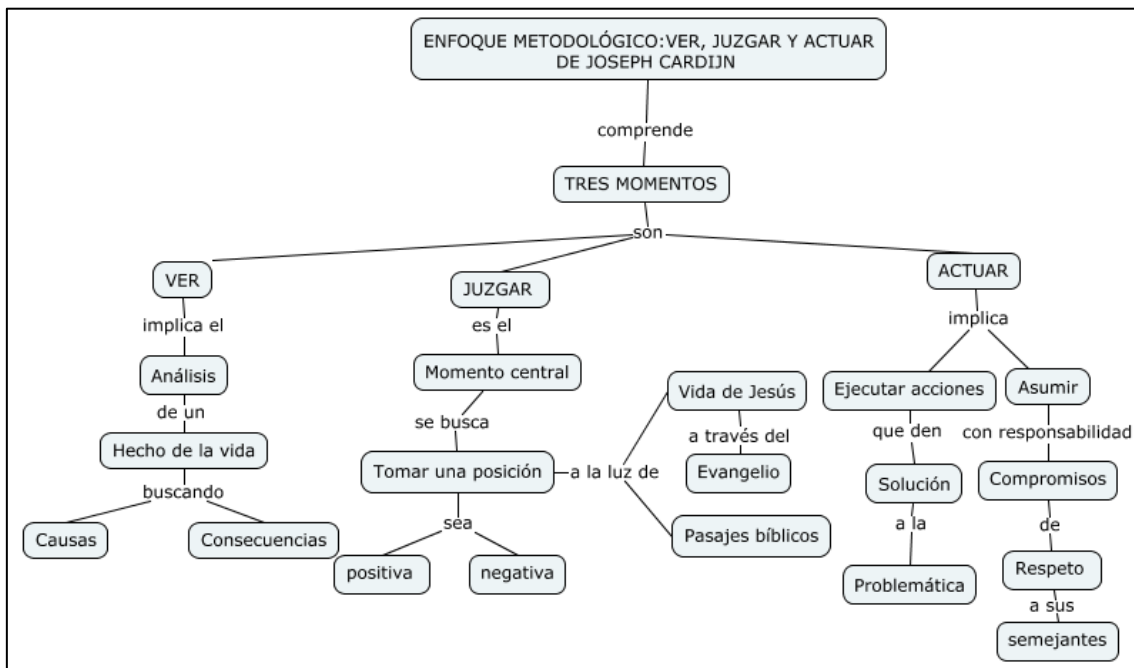 ENFOQUE METODOLÓGICO:VER, JUZGAR Y ACTUAR
DE JOSEPH CARDIJN
comprende
TRES MOMENTOS
son
VER
implica el
Análisis
de un
Hecho de la vida
buscando
Causas
Consecuencias
JUZGAR
es el
Momento central
se busca
Tomar una posición
sea
positiva
negativa
a la luz de
Vida de Jesús
a través del
Evangelio
Pasajes bíblicos
ACTUAR
implica
Ejecutar acciones
que den
Solución
a la
Problemática
Asumir
con responsabilidad
Compromisos
de
Respeto
a sus
semejantes